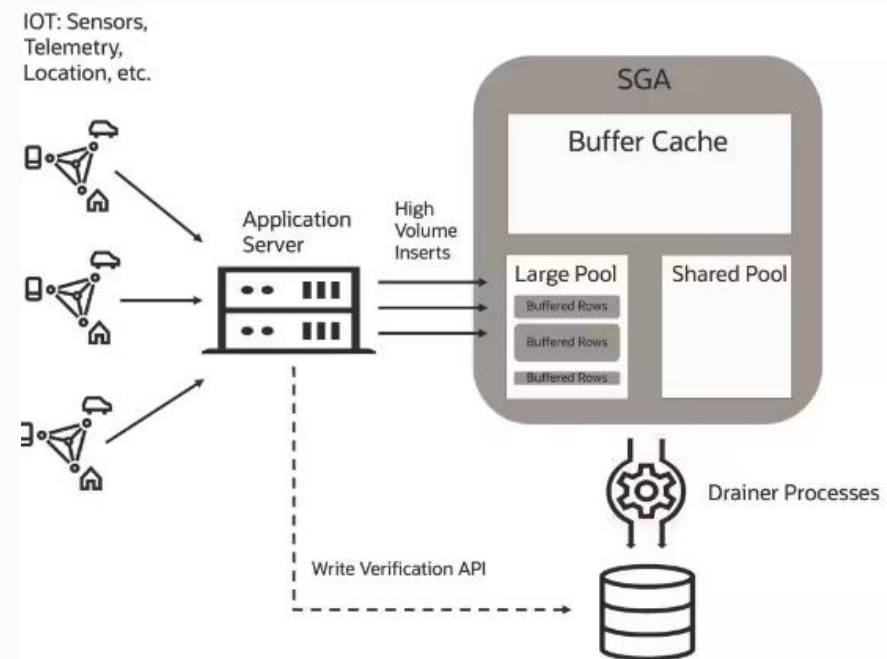 IOT: Sensors,
Telemetry,
Location, etc.
SGA
Buffer Cache
Application
Server
High
Volume
Inserts
Large Pool
Shared Pool
Buffered Rows
Buffered Rows
Buffered Rows
Drainer Processes
Write Verification API